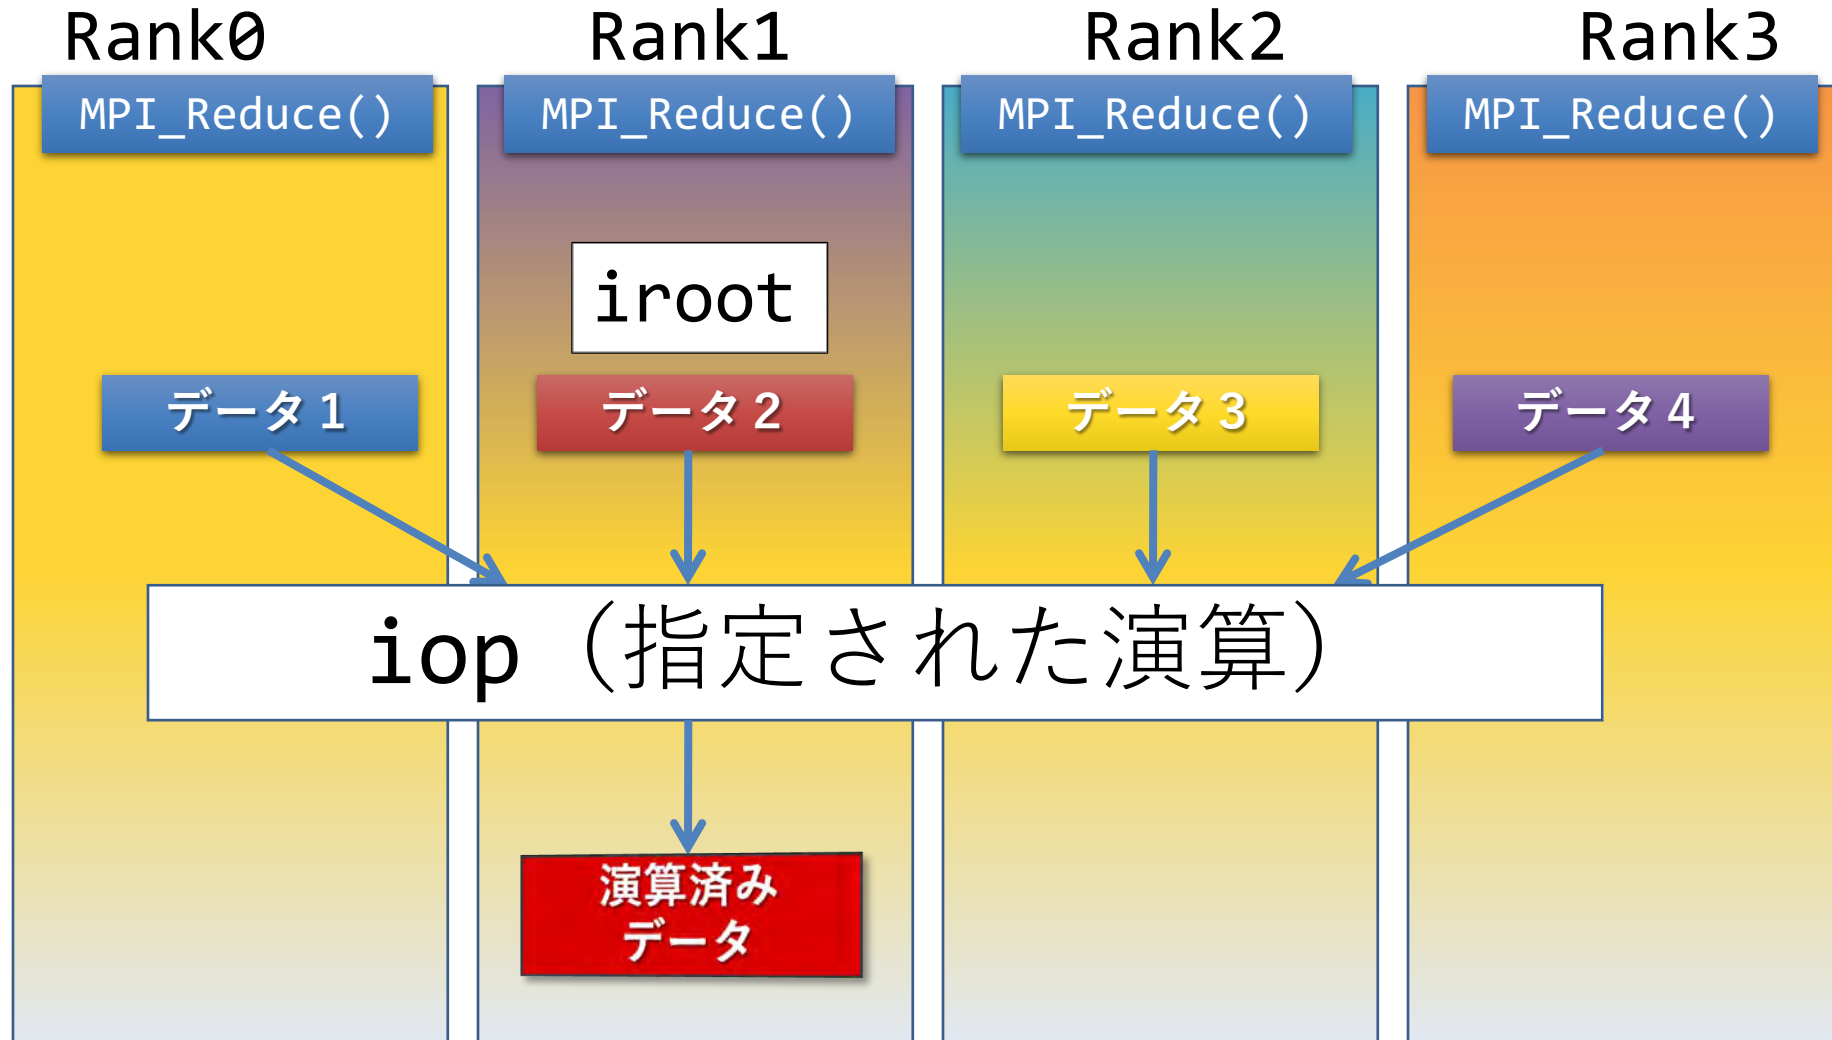 Rank0 Rank1 Rank2 Rank3
MPI_Reduce() MPI_Reduce() MPI_Reduce() MPI_Reduce()
iroot
データ１ データ２ データ３ データ４
iop（指定された演算）
演算済み
データ